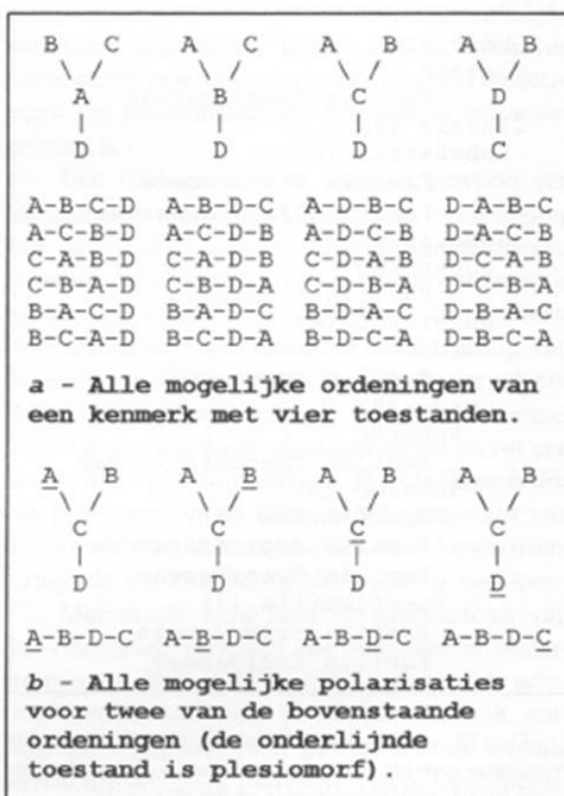 B C A C A B A B
\ / \ / \ / \ /
A B C D
| | | |
D D D C
A-B-C-D A-B-D-C A-D-B-C D-A-B-C
A-C-B-D A-C-D-B A-D-C-B D-A-C-B
C-A-B-D C-A-D-B C-D-A-B D-C-A-B
C-B-A-D C-B-D-A C-D-B-A D-C-B-A
B-A-C-D B-A-D-C B-D-A-C D-B-A-C
B-C-A-D B-C-D-A B-D-C-A D-B-C-A
a - Alle mogelijke ordeningen van
een kenmerk met vier toestanden.
A B A B A B A B
\ / \ / \ / \ /
C C C C
| | | |
D D D D
A-B-D-C A-B-D-C A-B-D-C A-B-D-C
b - Alle mogelijke polarisaties
voor twee van de bovenstaande
ordeningen (de onderlijnde
toestand is plesiomorf).